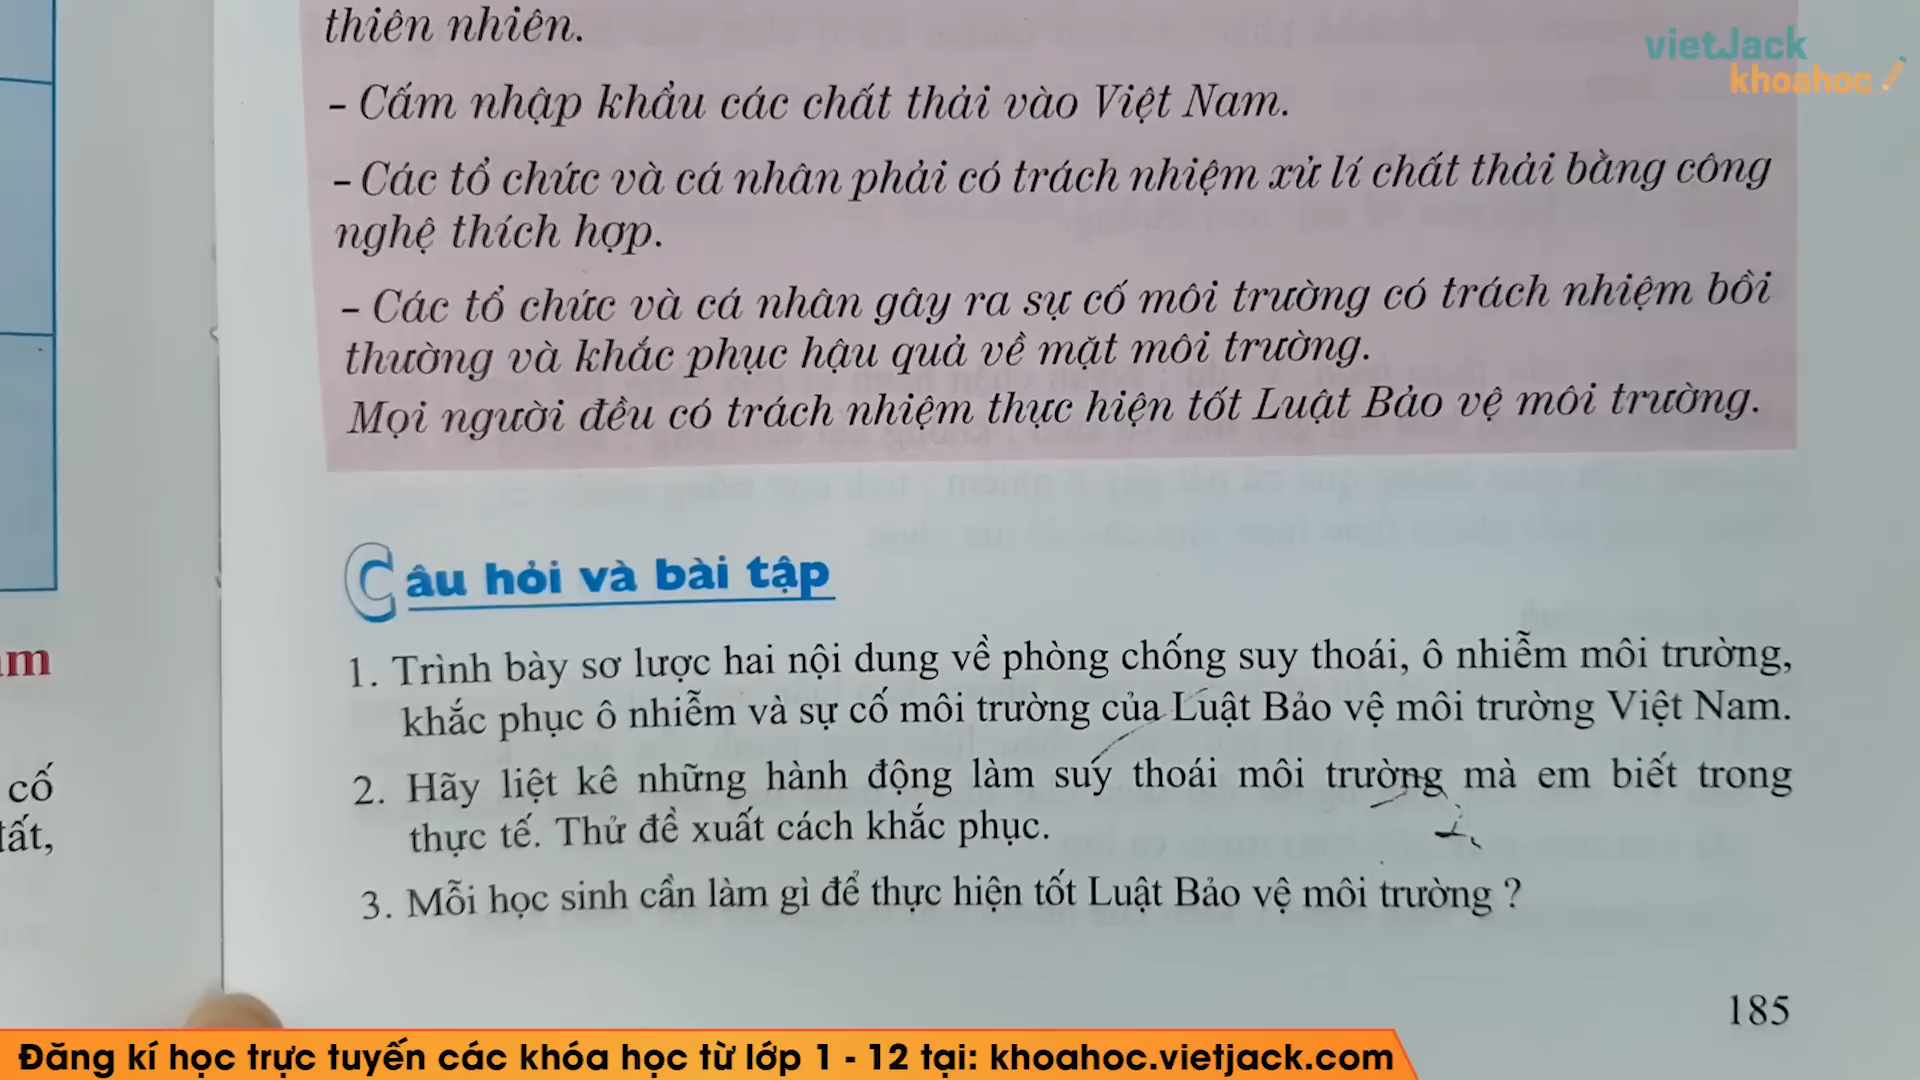 thiên nhiên.
vietJack
khoahoc
– Cấm nhập khẩu các chất thải vào Việt Nam.
– Các tổ chức và cá nhân phải có trách nhiệm xử lí chất thải bằng công
nghệ thích hợp.
– Các tổ chức và cá nhân gây ra sự cố môi trường có trách nhiệm bồi
thường và khắc phục hậu quả về mặt môi trường.
Mọi người đều có trách nhiệm thực hiện tốt Luật Bảo vệ môi trường.
Câu hỏi và bài tập
1. Trình bày sơ lược hai nội dung về phòng chống suy thoái, ô nhiễm môi trường,
khắc phục ô nhiễm và sự cố môi trường của Luật Bảo vệ môi trường Việt Nam.
2. Hãy liệt kê những hành động làm suy thoái môi trường mà em biết trong
thực tế. Thử đề xuất cách khắc phục.
3. Mỗi học sinh cần làm gì để thực hiện tốt Luật Bảo vệ môi trường ?
cố
185
Đăng kí học trực tuyến các khóa học từ lớp 1 - 12 tại: khoahoc.vietjack.com